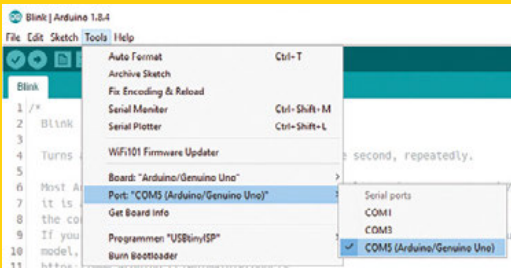 Blink | Arduino 1.8.4
File Edit Sketch Tools Help
Blink
Auto Format Ctrl+T
Archive Sketch
Fix Encoding & Reload
Serial Monitor Ctrl+Shift+M
Serial Plotter Ctrl+Shift+L
WiFi101 Firmware Updater
Board: "Arduino/Genuino Uno" >
Port: "COM5 (Arduino/Genuino Uno)"
Get Board Info
Programmer: "USBtinyISP" >
Burn Bootloader
Serial ports
COM1
COM3
COM5 (Arduino/Genuino Uno)
1 /*
2 Blink
3
4 Turns a second, repeatedly.
5
6 Most A
7 it is
8 the co
9 If you
10 model,
11